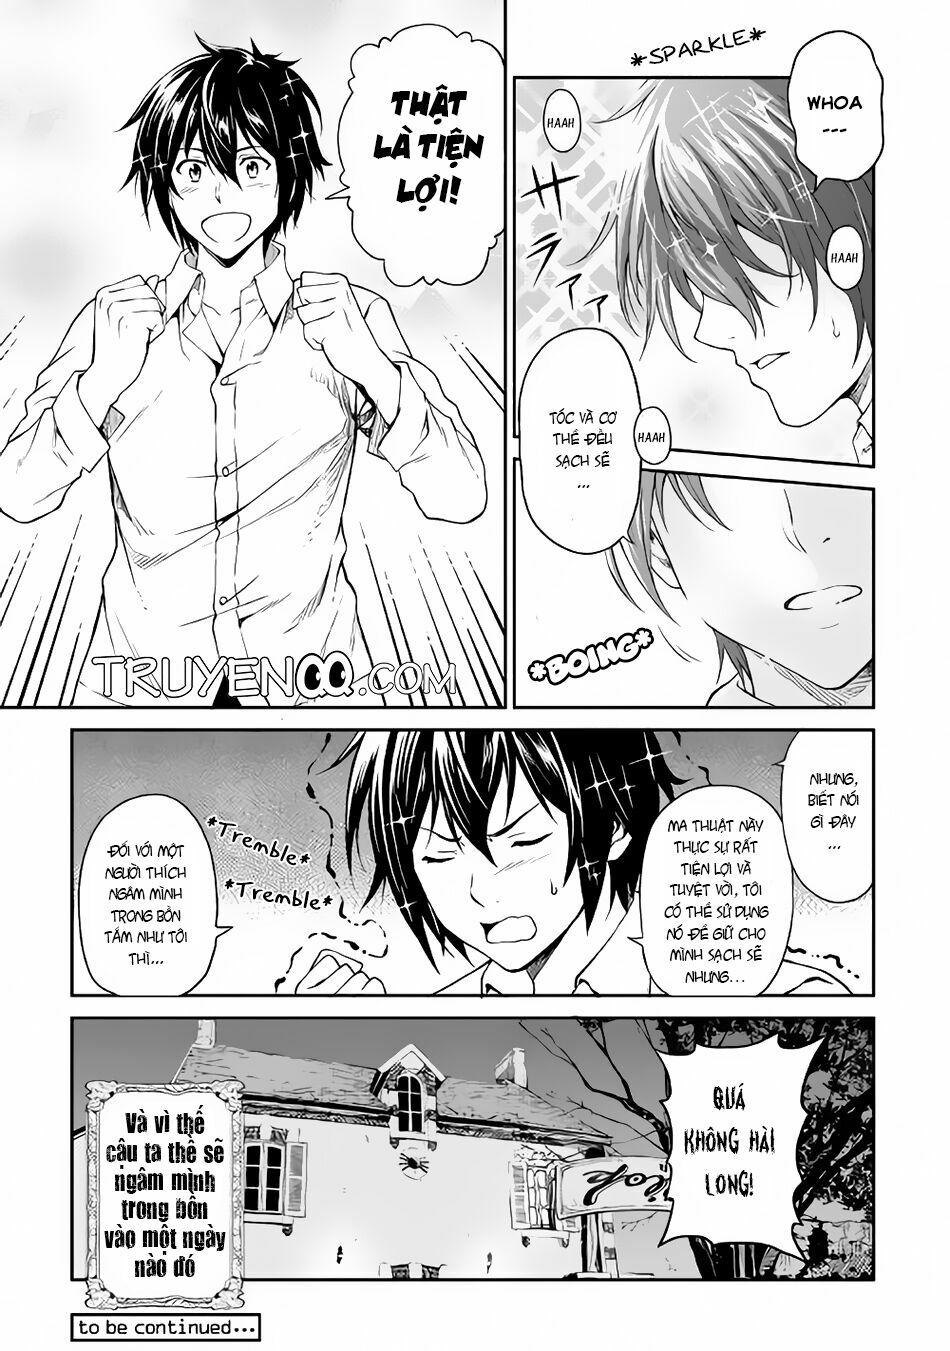 *SPARKLE*
WHOA
---
HAAH
HAAH
HAAH
TÓC VÀ CƠ
THỂ ĐỀU
SẠCH SẼ
...
*BOING*
THẬT
LÀ TIỆN
LỢI!
TRUYENQQ.COM
NHƯNG,
BIẾT NÓI
GÌ ĐÂY
...
MA THUẬT NÀY
THỰC SỰ RẤT
TIỆN LỢI VÀ
TUYỆT VỜI, TÔI
CÓ THỂ SỬ DỤNG
NÓ ĐỂ GIỮ CHO
MÌNH SẠCH SẼ
NHƯNG...
*Tremble*
*Tremble*
ĐỐI VỚI MỘT
NGƯỜI THÍCH
NGÂM MÌNH
TRONG BỒN
TẮM NHƯ TÔI
THÌ...
QUÁ
KHÔNG HÀI
LONG!
Và vì thế
cậu ta thề sẽ
ngâm mình
trong bồn
vào một ngày
nào đó
to be continued...